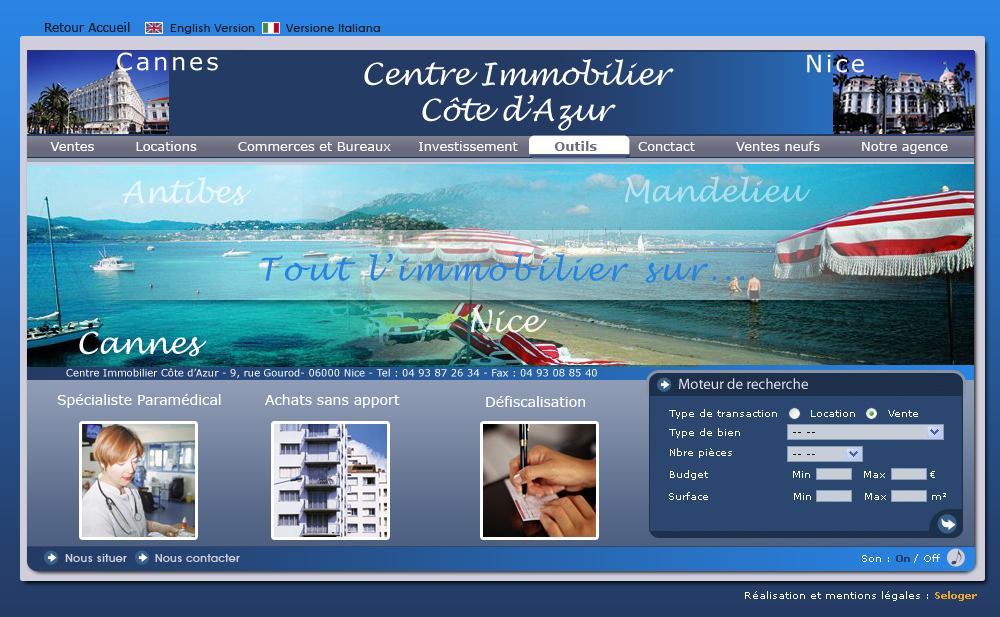 Retour Accueil English Version Versione Italiana
Cannes
Nice
Centre Immobilier
Côte d'Azur
Ventes Locations Commerces et Bureaux Investissement Outils Conctact Ventes neufs Notre agence
Antibes
Mandelieu
Tout l'immobilier sur...
Nice
Cannes
Centre Immobilier Côte d'Azur - 9, rue Gourod- 06000 Nice - Tel : 04 93 87 26 34 - Fax : 04 93 08 85 40
Spécialiste Paramédical
Achats sans apport
Défiscalisation
Moteur de recherche
Type de transaction Location Vente
Type de bien -- --
Nbre pièces -- --
Budget Min Max €
Surface Min Max m²
Nous situer Nous contacter
Son : On / Off
Réalisation et mentions légales : Seloger